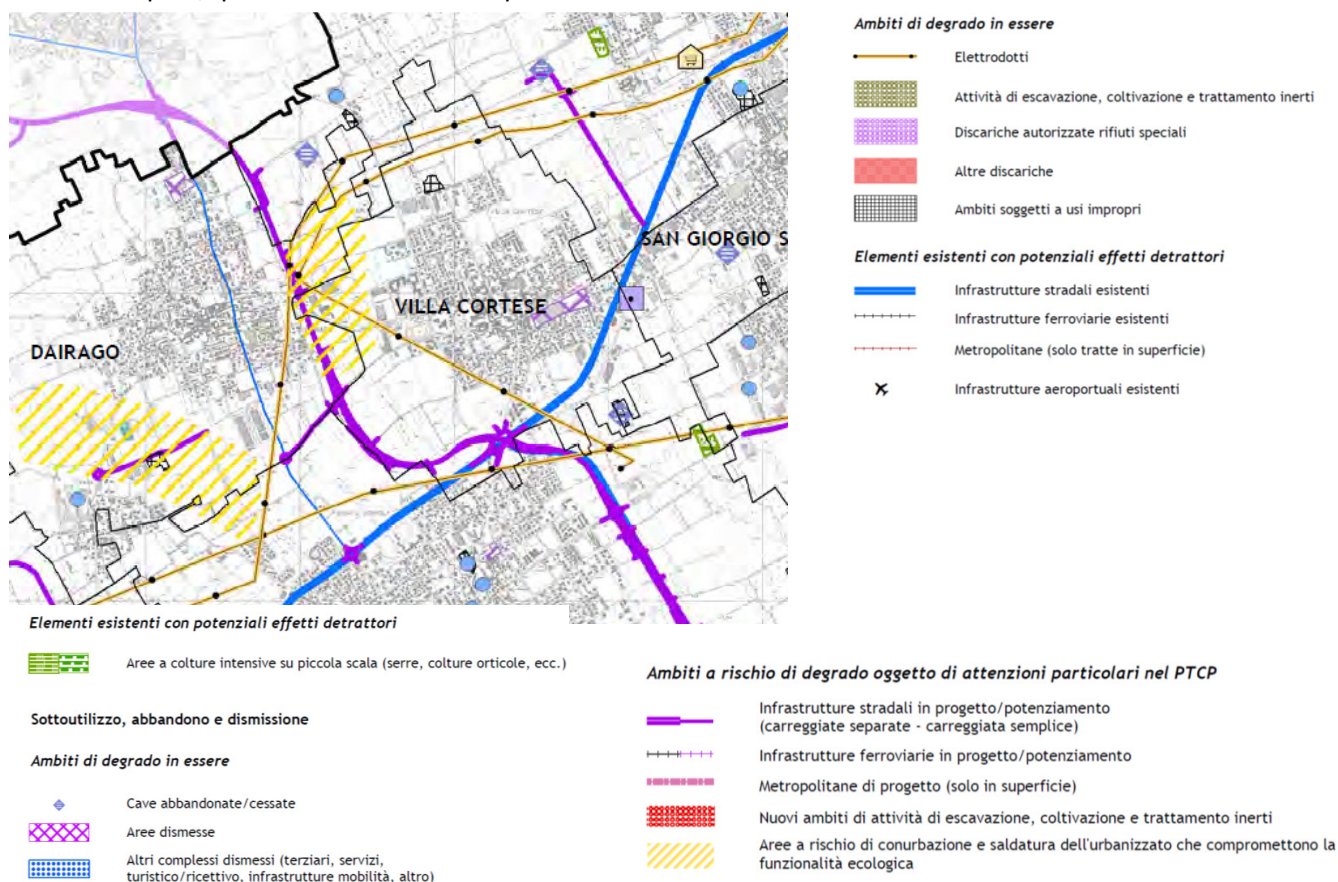 DAIRAGO
VILLA CORTESE
SAN GIORGIO S
Ambiti di degrado in essere
Elettrodotti
Attività di escavazione, coltivazione e trattamento inerti
Discariche autorizzate rifiuti speciali
Altre discariche
Ambiti soggetti a usi impropri
Elementi esistenti con potenziali effetti detrattori
Infrastrutture stradali esistenti
Infrastrutture ferroviarie esistenti
Metropolitane (solo tratte in superficie)
Infrastrutture aeroportuali esistenti
Elementi esistenti con potenziali effetti detrattori
Aree a colture intensive su piccola scala (serre, colture orticole, ecc.)
Sottoutilizzo, abbandono e dismissione
Ambiti di degrado in essere
Cave abbandonate/cessate
Aree dismesse
Altri complessi dismessi (terziari, servizi,
turistico/ricettivo, infrastrutture mobilità, altro)
Ambiti a rischio di degrado oggetto di attenzioni particolari nel PTCP
Infrastrutture stradali in progetto/potenziamento
(carreggiate separate - carreggiata semplice)
Infrastrutture ferroviarie in progetto/potenziamento
Metropolitane di progetto (solo in superficie)
Nuovi ambiti di attività di escavazione, coltivazione e trattamento inerti
Aree a rischio di conurbazione e saldatura dell'urbanizzato che compromettono la
funzionalità ecologica